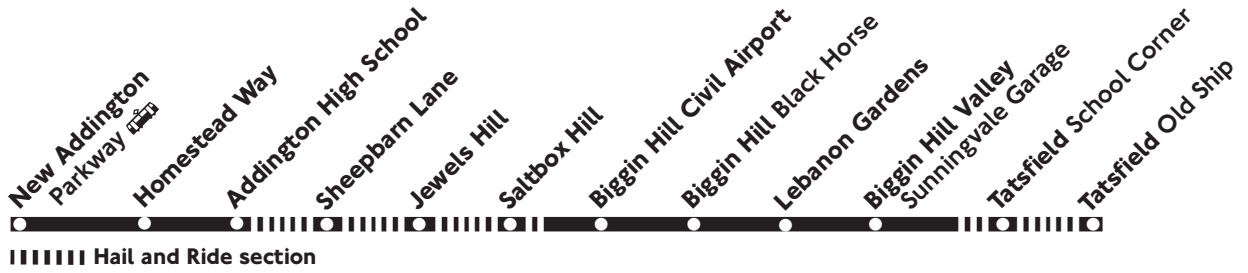 New Addington
Parkway
Homestead Way
Addington High School
Sheepbarn Lane
Jewels Hill
Saltbox Hill
Biggin Hill Civil Airport
Biggin Hill Black Horse
Lebanon Gardens
Biggin Hill Valley
Sunningvale Garage
Tatsfield School Corner
Tatsfield Old Ship
Hail and Ride section